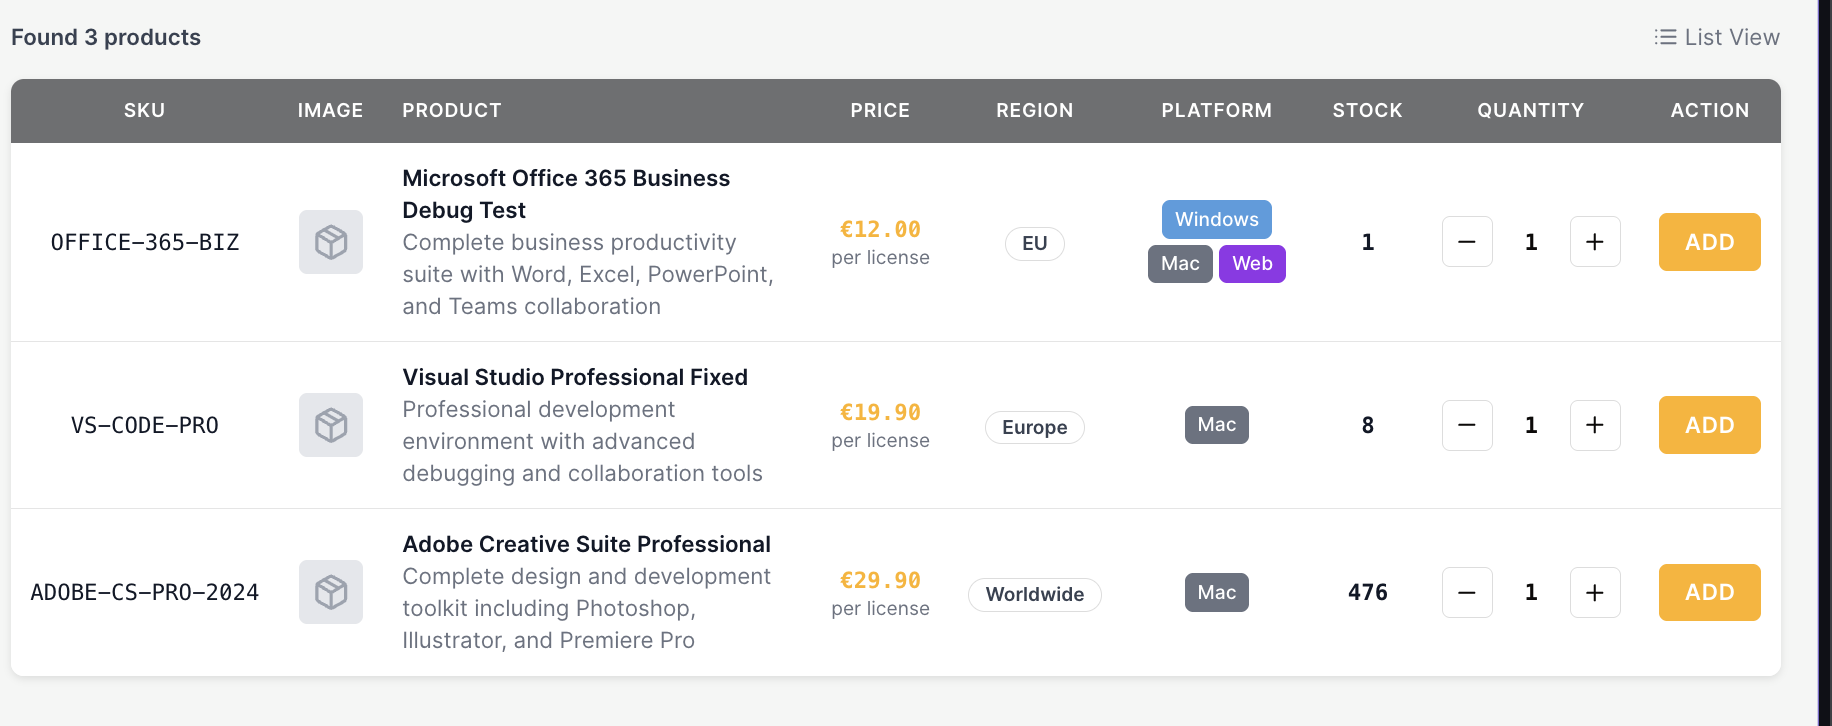 Found 3 products
List View
SKU IMAGE PRODUCT PRICE REGION PLATFORM STOCK QUANTITY ACTION
Microsoft Office 365 Business
Debug Test
Complete business productivity
suite with Word, Excel, PowerPoint,
and Teams collaboration
OFFICE-365-BIZ
€12.00
per license
EU
Windows
Mac Web
1
− 1 +
ADD
Visual Studio Professional Fixed
Professional development
environment with advanced
debugging and collaboration tools
VS-CODE-PRO
€19.90
per license
Europe
Mac
8
− 1 +
ADD
Adobe Creative Suite Professional
Complete design and development
toolkit including Photoshop,
Illustrator, and Premiere Pro
ADOBE-CS-PRO-2024
€29.90
per license
Worldwide
Mac
476
− 1 +
ADD